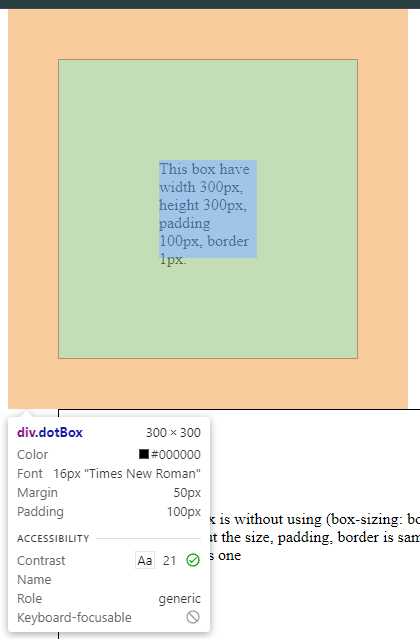 This box have
width 300px,
height 300px,
padding
100px, border
1px.
div.dotBox 300 × 300
Color #000000
Font 16px "Times New Roman"
Margin 50px
Padding 100px
ACCESSIBILITY
Contrast Aa 21
Name
Role generic
Keyboard-focusable
is without using (box-sizing:
the size, padding, border is
one